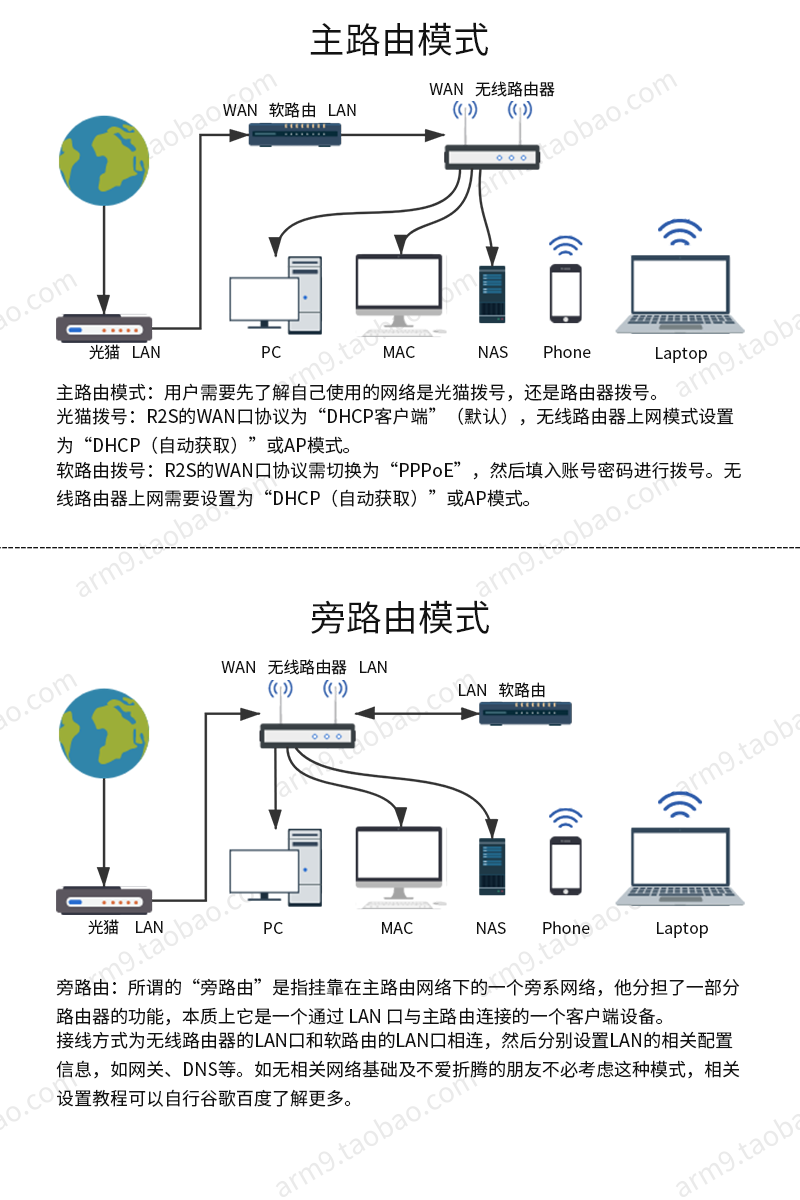 主路由模式
WAN 无线路由器
WAN 软路由 LAN
光猫 LAN
PC
MAC
NAS
Phone
Laptop
主路由模式：用户需要先了解自己使用的网络是光猫拨号，还是路由器拨号。
光猫拨号：R2S的WAN口协议为“DHCP客户端”（默认），无线路由器上网模式设置
为“DHCP（自动获取）”或AP模式。
软路由拨号：R2S的WAN口协议需切换为“PPPoE”，然后填入账号密码进行拨号。无
线路由器上网需要设置为“DHCP（自动获取）”或AP模式。
旁路由模式
WAN 无线路由器 LAN
LAN 软路由
光猫 LAN
PC
MAC
NAS
Phone
Laptop
旁路由：所谓的“旁路由”是指挂靠在主路由网络下的一个旁系网络，他分担了一部分
路由器的功能，本质上它是一个通过 LAN 口与主路由连接的一个客户端设备。
接线方式为无线路由器的LAN口和软路由的LAN口相连，然后分别设置LAN的相关配置
信息，如网关、DNS等。如无相关网络基础及不爱折腾的朋友不必考虑这种模式，相关
设置教程可以自行谷歌百度了解更多。
arm9.taobao.com